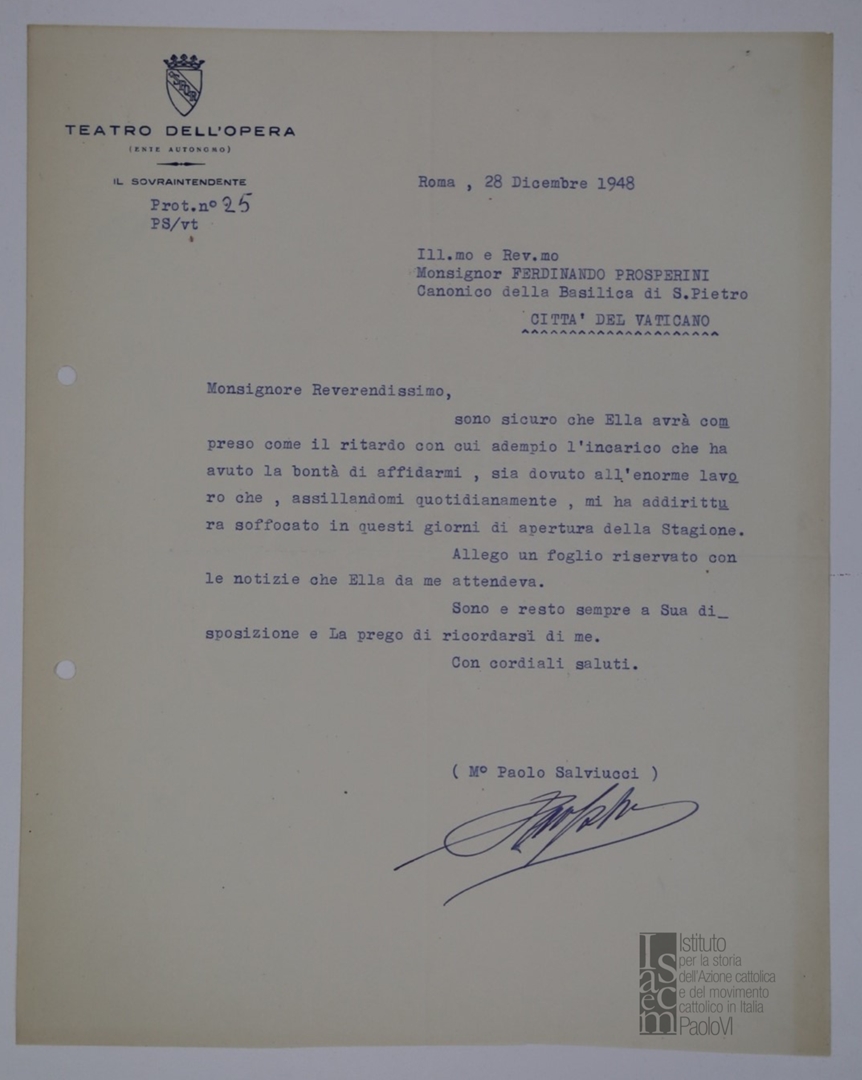 SPQR
TEATRO DELL'OPERA
(ENTE AUTONOMO)
IL SOVRAINTENDENTE
Prot.nº 25
PS/vt
Roma , 28 Dicembre 1948
Ill.mo e Rev.mo
Monsignor FERDINANDO PROSPERINI
Canonico della Basilica di S.Pietro
CITTA' DEL VATICANO
Monsignore Reverendissimo,
sono sicuro che Ella avrà com
preso come il ritardo con cui adempio l'incarico che ha
avuto la bontà di affidarmi , sia dovuto all'enorme lavo
ro che , assillandomi quotidianamente , mi ha addirittu
ra soffocato in questi giorni di apertura della Stagione.
Allego un foglio riservato con
le notizie che Ella da me attendeva.
Sono e resto sempre a Sua di_
sposizione e La prego di ricordarsi di me.
Con cordiali saluti.
( Mº Paolo Salviucci )
Isacem
Istituto
per la storia
dell'Azione cattolica
e del movimento
cattolico in Italia
PaoloVI